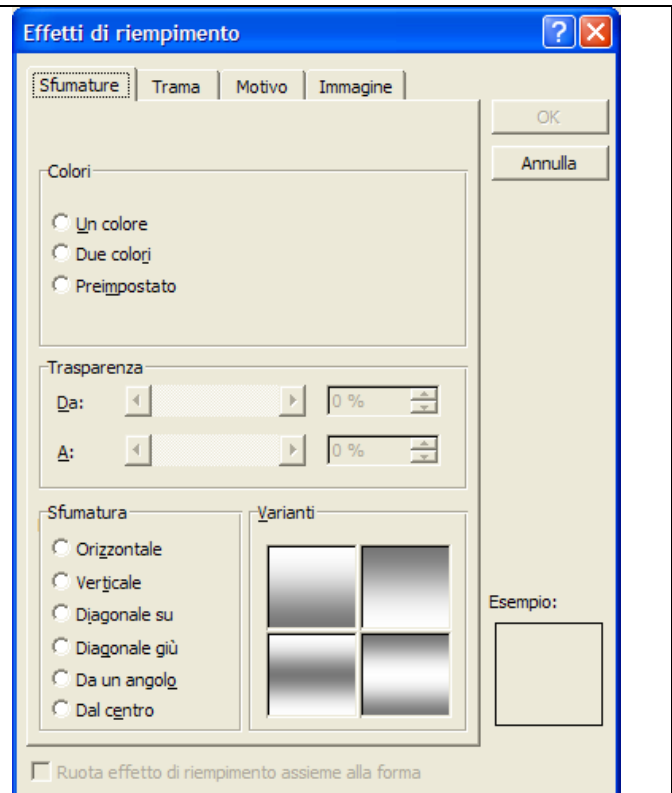 Effetti di riempimento
Sfumature Trama Motivo Immagine
OK
Annulla
Colori
Un colore
Due colori
Preimpostato
Trasparenza
Da: 0 %
A: 0 %
Sfumatura
Orizzontale
Verticale
Diagonale su
Diagonale giù
Da un angolo
Dal centro
Varianti
Esempio:
Ruota effetto di riempimento assieme alla forma